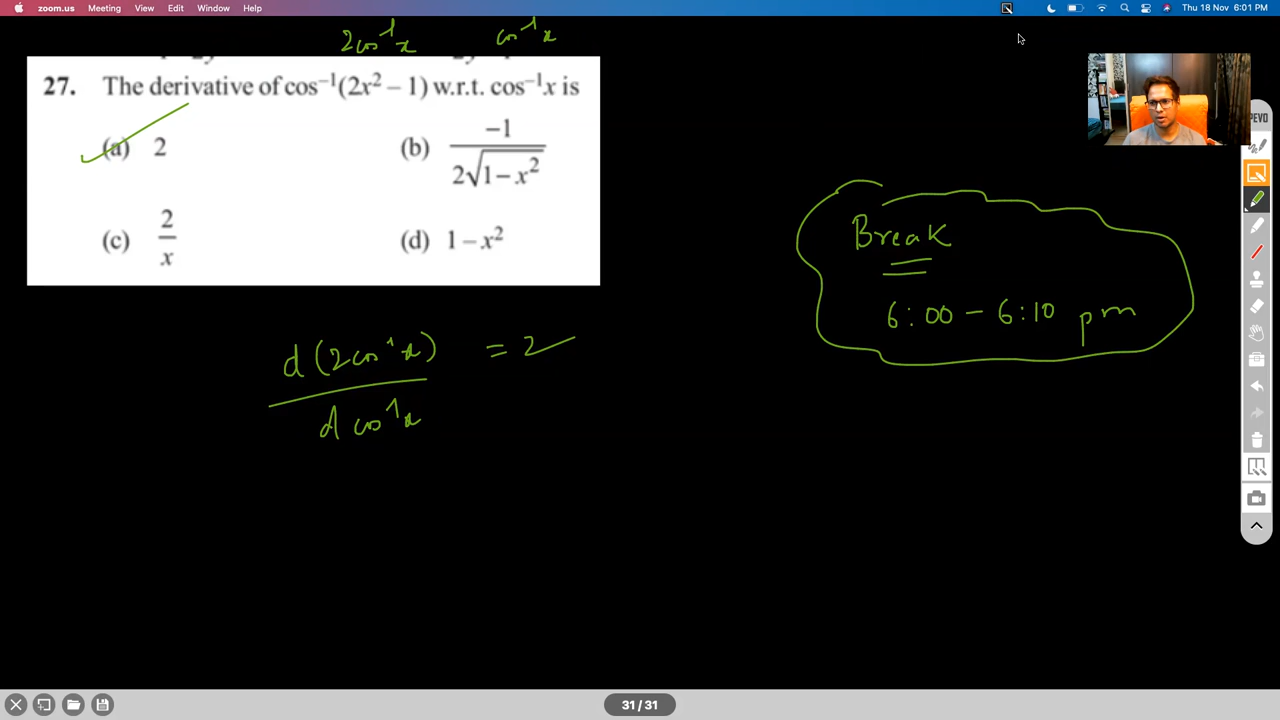 zoom.us Meeting View Edit Window Help Thu 18 Nov 6:01 PM
2cos⁻¹x cos⁻¹x
27. The derivative of cos⁻¹(2x² – 1) w.r.t. cos⁻¹x is
(a) 2 (b) –1 / 2√(1 – x²)
(c) 2 / x (d) 1 – x²
Break
6:00 – 6:10 pm
d(2cos⁻¹x) / d cos⁻¹x = 2
31/31